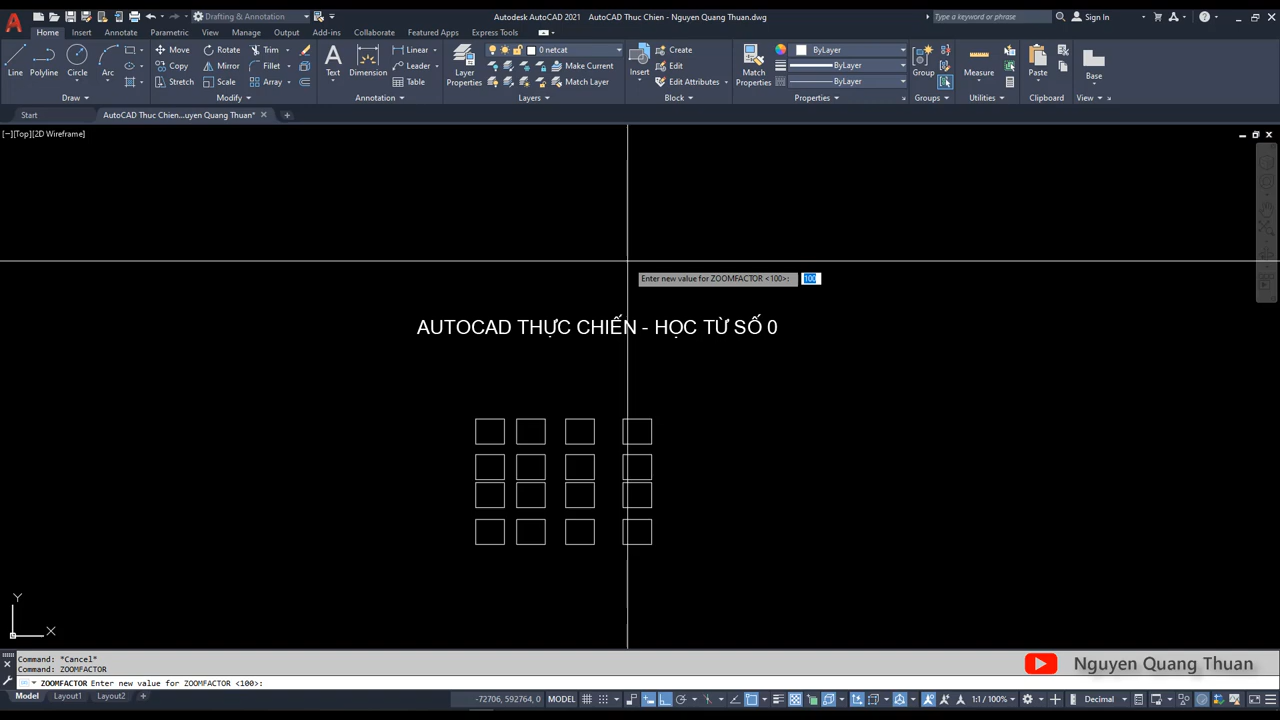 Drafting & Annotation
Autodesk AutoCAD 2021 AutoCAD Thuc Chien - Nguyen Quang Thuan.dwg
Type a keyword or phrase
Sign In
Home Insert Annotate Parametric View Manage Output Add-ins Collaborate Express Tools Featured Apps
Line Polyline Circle Arc
Move Rotate Trim
Copy Mirror Fillet
Stretch Scale Array
Text Dimension
Linear
Leader
Table
Layer Properties
0 netcat
Make Current
Match Layer
Insert
Create
Edit
Edit Attributes
Match Properties
ByLayer
ByLayer
ByLayer
Group
Measure
Paste
Base
Draw Modify Annotation Layers Block Properties Groups Utilities Clipboard View
Start AutoCAD Thuc Chien...uyen Quang Thuan*
[−][Top][2D Wireframe]
Enter new value for ZOOMFACTOR <100>: 100
AUTOCAD THỰC CHIẾN - HỌC TỪ SỐ 0
Y
X
Command: *Cancel*
Command: ZOOMFACTOR
ZOOMFACTOR Enter new value for ZOOMFACTOR <100>:
Nguyen Quang Thuan
Model Layout1 Layout2
-72706, 592764, 0 MODEL
1:1 / 100%
Decimal